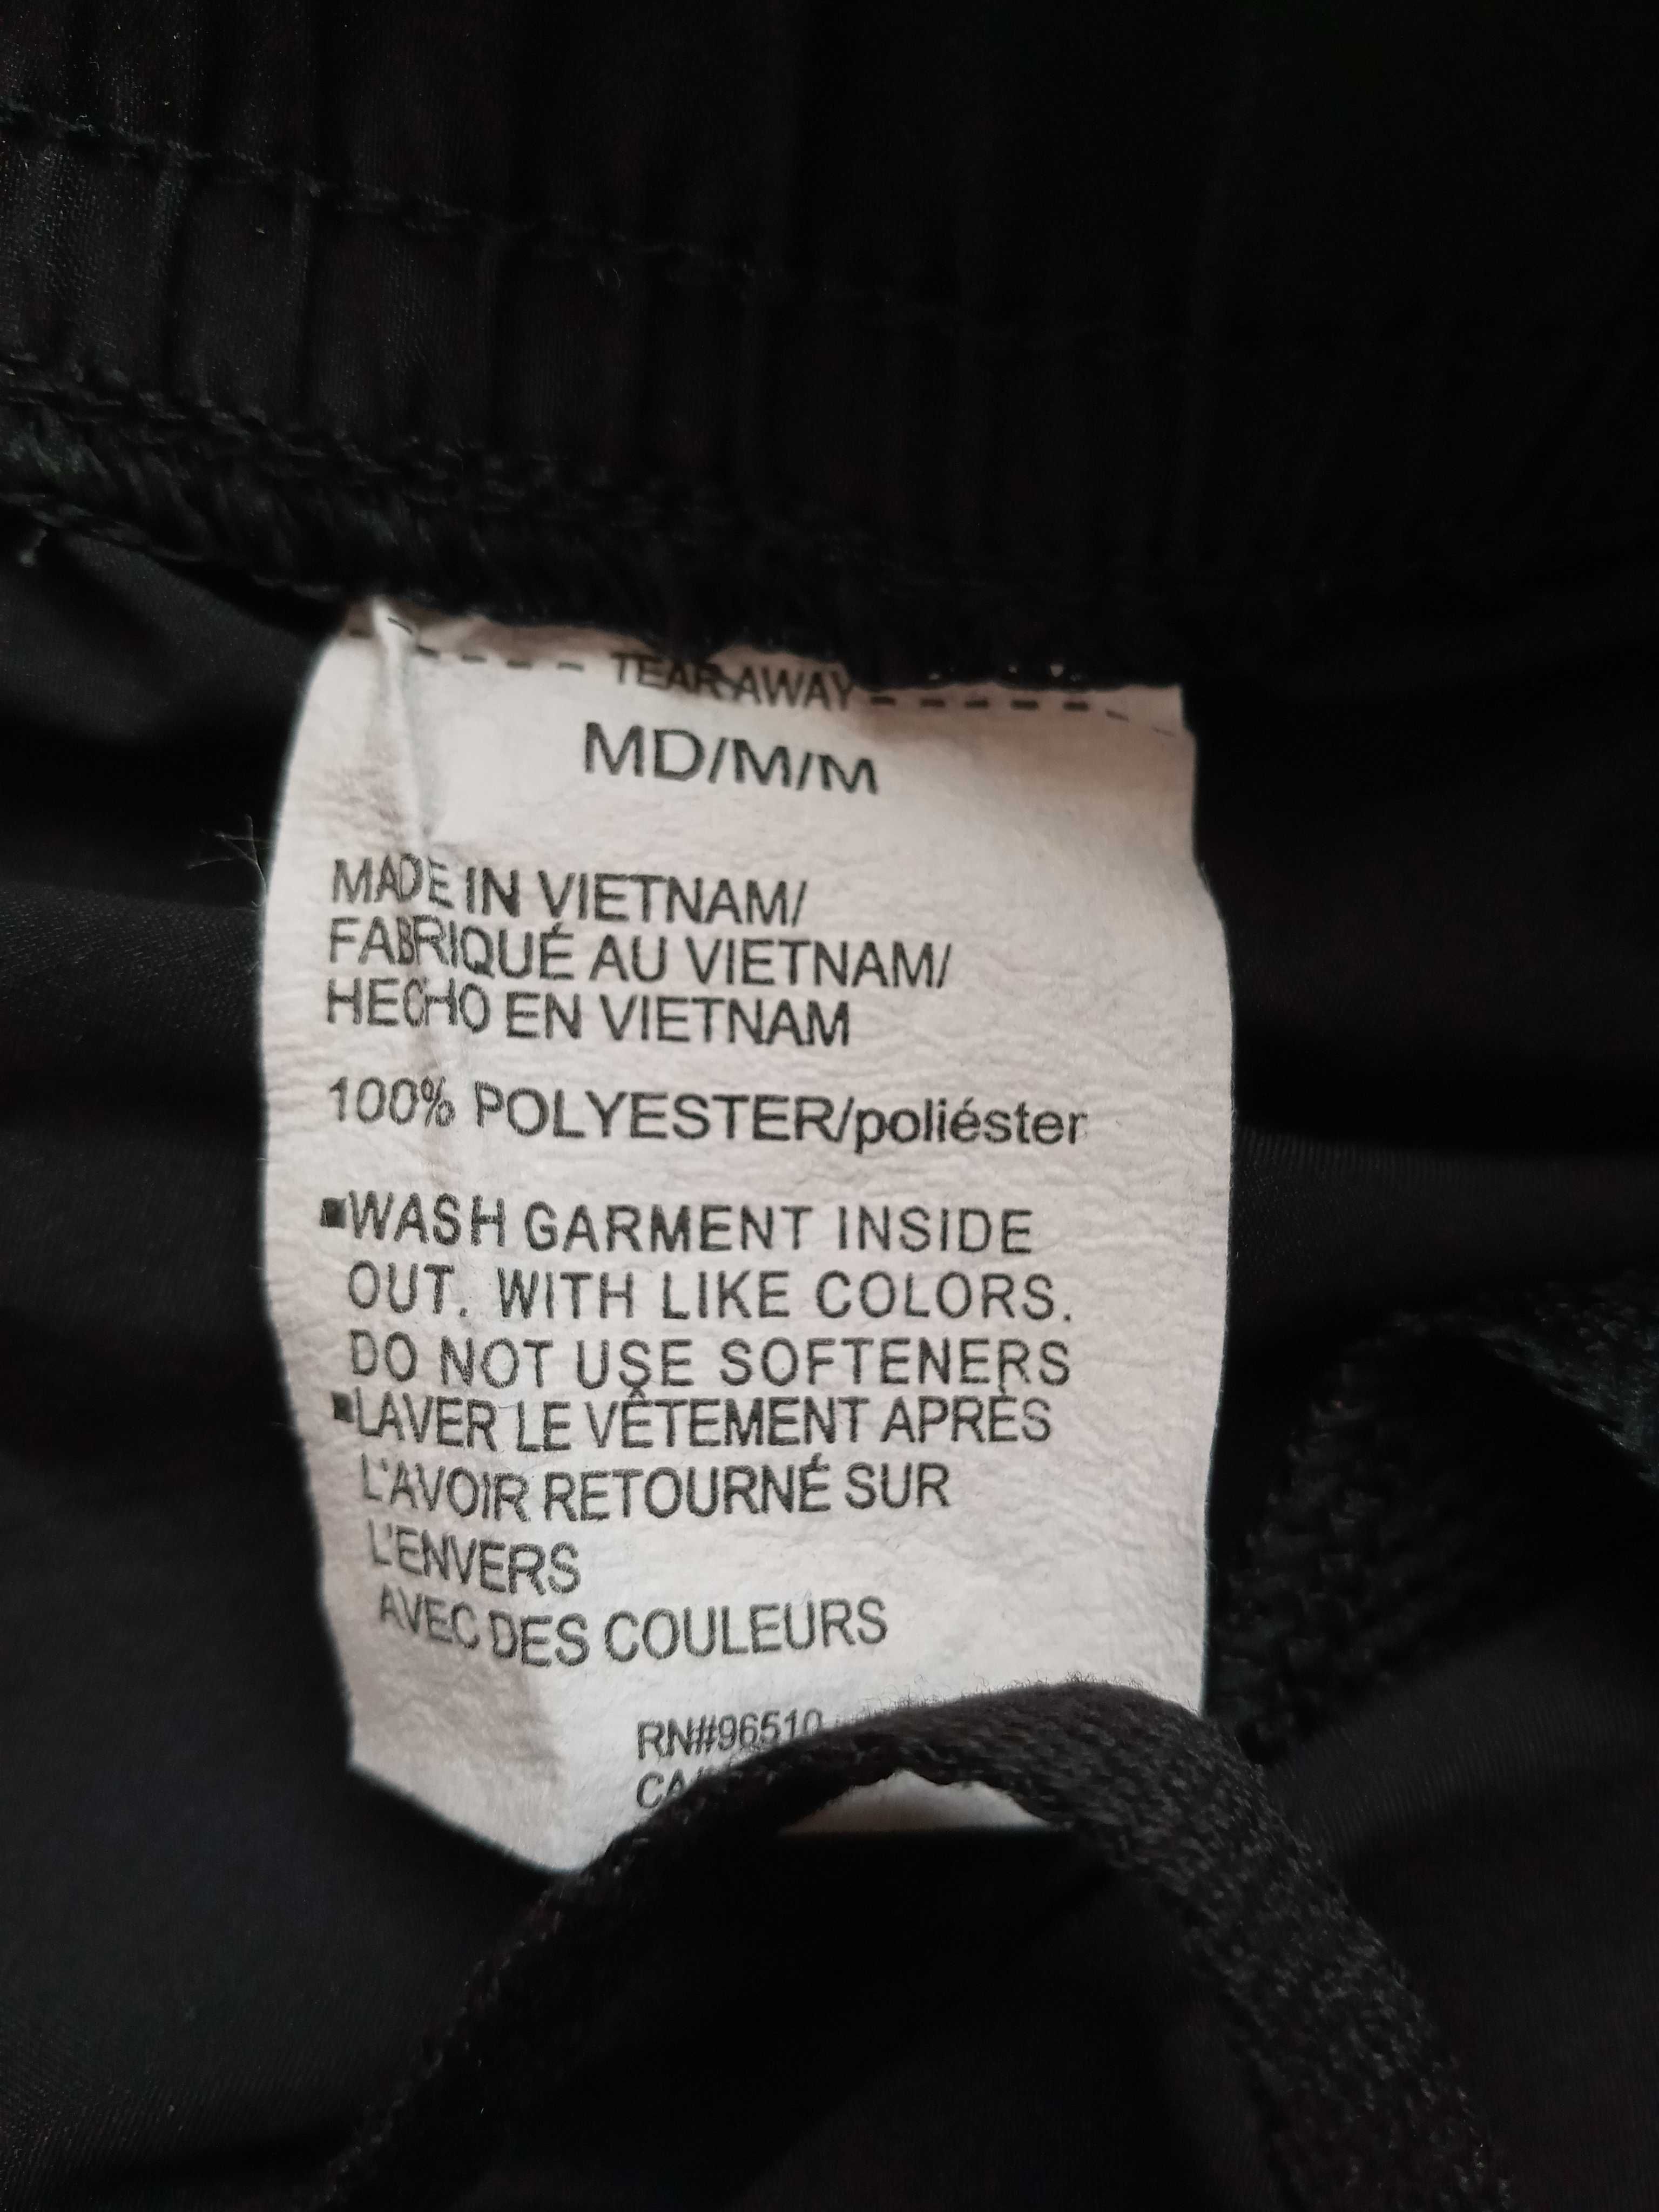 TEAR AWAY
MD/M/M
MADE IN VIETNAM/
FABRIQUÉ AU VIETNAM/
HECHO EN VIETNAM
100% POLYESTER/poliéster
▪WASH GARMENT INSIDE
OUT. WITH LIKE COLORS.
DO NOT USE SOFTENERS
▪LAVER LE VÊTEMENT APRÈS
L'AVOIR RETOURNÉ SUR
L'ENVERS
AVEC DES COULEURS
RN#96510